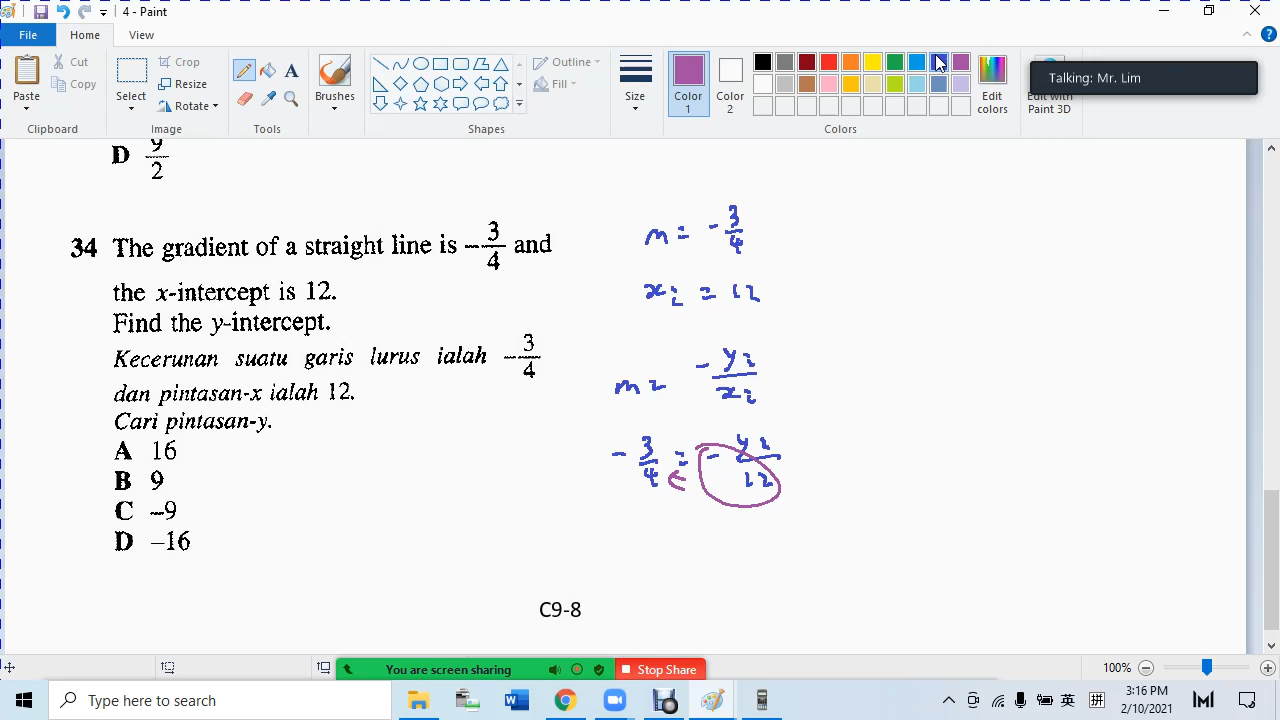 4 - Paint
File Home View
Paste Cut Copy Clipboard
Select Crop Resize Rotate Image
A Tools
Brushes
Shapes
Outline Fill
Size
Color 1 Color 2 Colors
Edit colors Edit with Paint 3D
Talking: Mr. Lim
D 9/2
34 The gradient of a straight line is -3/4 and
the x-intercept is 12.
Find the y-intercept.
Kecerunan suatu garis lurus ialah -3/4
dan pintasan-x ialah 12.
Cari pintasan-y.
A 16
B 9
C -9
D -16
m = -3/4
xi = 12
m = -yi/xi
-3/4 = -yi/12
C9-8
You are screen sharing Stop Share
100%
Type here to search
英 拼
3:16 PM
2/10/2021